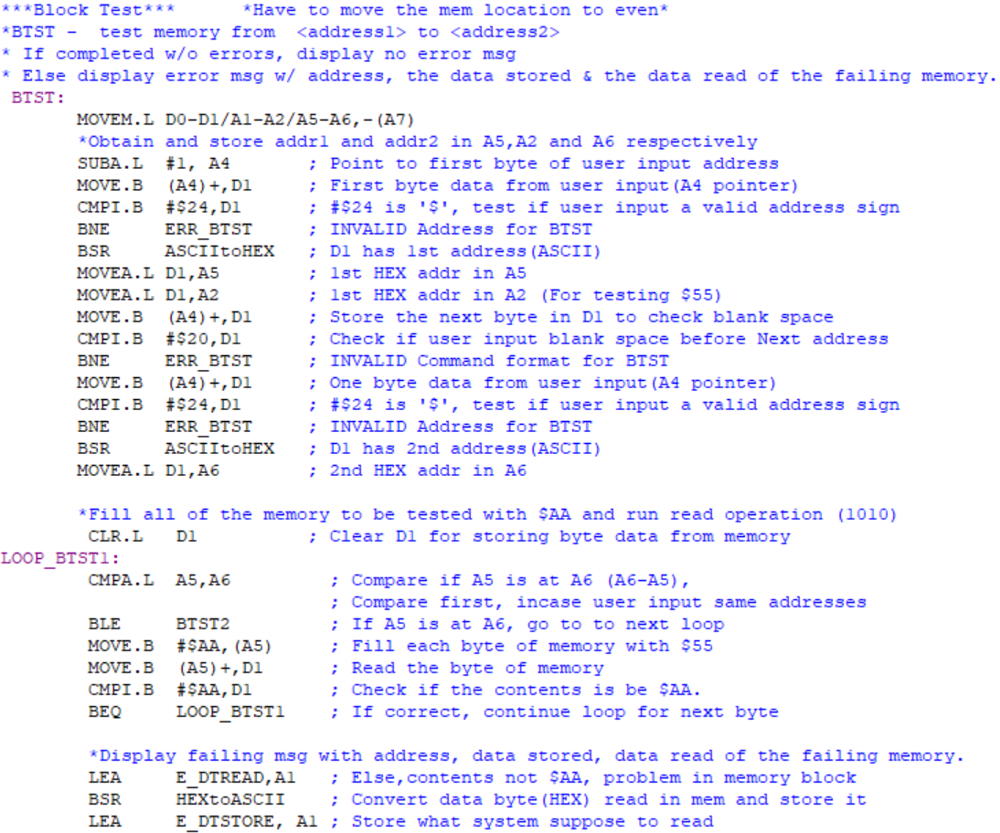 ***Block Test***      *Have to move the mem location to even*
*BTST -  test memory from  <address1> to <address2>
* If completed w/o errors, display no error msg
* Else display error msg w/ address, the data stored & the data read of the failing memory.
 BTST:
       MOVEM.L D0-D1/A1-A2/A5-A6,-(A7)
       *Obtain and store addr1 and addr2 in A5,A2 and A6 respectively
       SUBA.L  #1, A4       ; Point to first byte of user input address
       MOVE.B  (A4)+,D1     ; First byte data from user input(A4 pointer)
       CMPI.B  #$24,D1      ; #$24 is '$', test if user input a valid address sign
       BNE     ERR_BTST     ; INVALID Address for BTST
       BSR     ASCIItoHEX   ; D1 has 1st address(ASCII)
       MOVEA.L D1,A5        ; 1st HEX addr in A5
       MOVEA.L D1,A2        ; 1st HEX addr in A2 (For testing $55)
       MOVE.B  (A4)+,D1     ; Store the next byte in D1 to check blank space
       CMPI.B  #$20,D1      ; Check if user input blank space before Next address
       BNE     ERR_BTST     ; INVALID Command format for BTST
       MOVE.B  (A4)+,D1     ; One byte data from user input(A4 pointer)
       CMPI.B  #$24,D1      ; #$24 is '$', test if user input a valid address sign
       BNE     ERR_BTST     ; INVALID Address for BTST
       BSR     ASCIItoHEX   ; D1 has 2nd address(ASCII)
       MOVEA.L D1,A6        ; 2nd HEX addr in A6

       *Fill all of the memory to be tested with $AA and run read operation (1010)
        CLR.L   D1          ; Clear D1 for storing byte data from memory
LOOP_BTST1:
        CMPA.L  A5,A6         ; Compare if A5 is at A6 (A6-A5),
                              ; Compare first, incase user input same addresses
        BLE     BTST2         ; If A5 is at A6, go to to next loop
        MOVE.B  #$AA,(A5)     ; Fill each byte of memory with $55
        MOVE.B  (A5)+,D1      ; Read the byte of memory
        CMPI.B  #$AA,D1       ; Check if the contents is be $AA.
        BEQ     LOOP_BTST1    ; If correct, continue loop for next byte

        *Display failing msg with address, data stored, data read of the failing memory.
        LEA     E_DTREAD,A1   ; Else,contents not $AA, problem in memory block
        BSR     HEXtoASCII    ; Convert data byte(HEX) read in mem and store it
        LEA     E_DTSTORE, A1 ; Store what system suppose to read